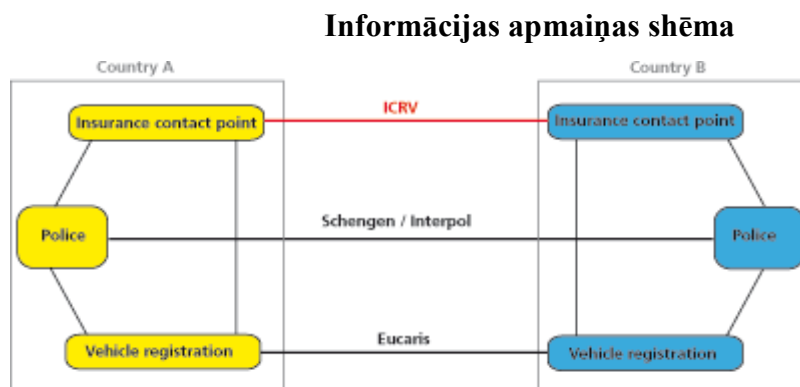 Informācijas apmaiņas shēma
Country A
Country B
ICRV
Insurance contact point
Insurance contact point
Schengen / Interpol
Police
Police
Eucaris
Vehicle registration
Vehicle registration